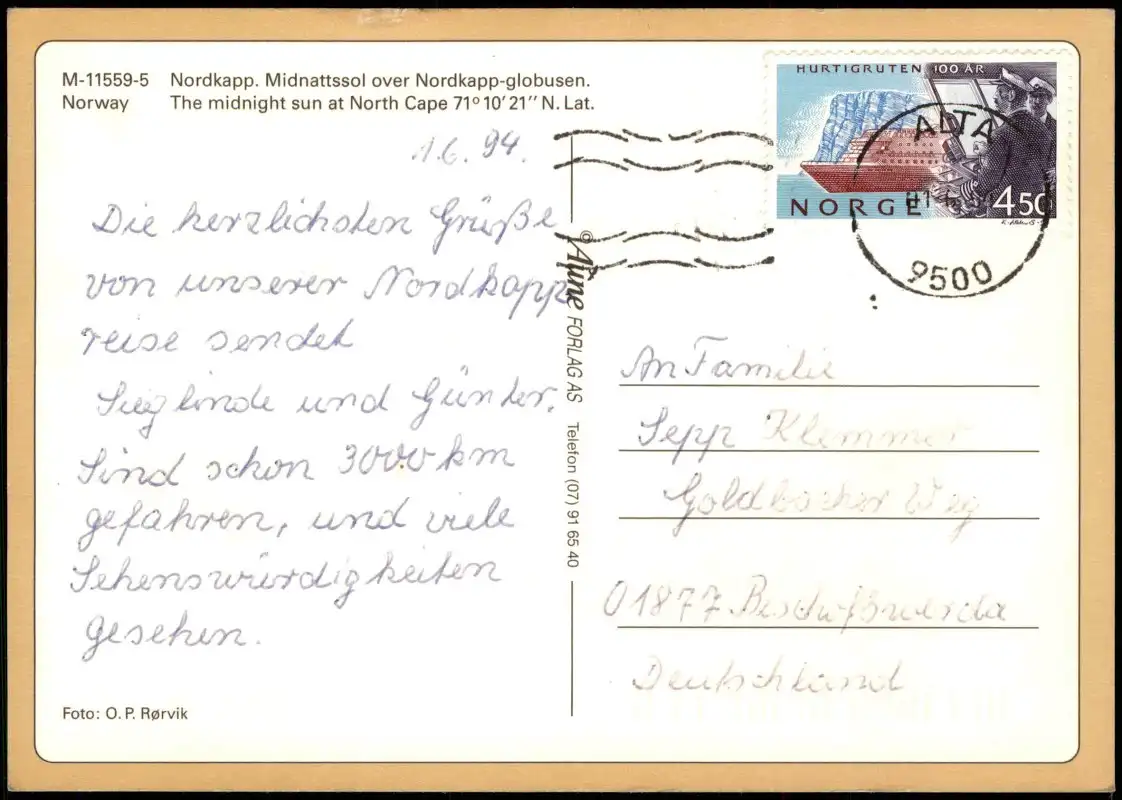 M-11559-5 Nordkapp. Midnattssol over Nordkapp-globusen.
Norway The midnight sun at North Cape 71° 10' 21'' N. Lat.
1.6. 94.
Die herzlichsten Grüße
von unserer Nordkapp
reise sendet
Sieglinde und Günter.
Sind schon 3000 km
gefahren, und viele
Sehenswürdigkeiten
gesehen.
Foto: O. P. Rørvik
© Aune FORLAG AS Telefon (07) 91 65 40
HURTIGRUTEN 100 ÅR
NORGE 4.50
ALTA
9500
An Familie
Sepp Klemmer
Goldbacher Weg
01877 Bischofswerda
Deutschland